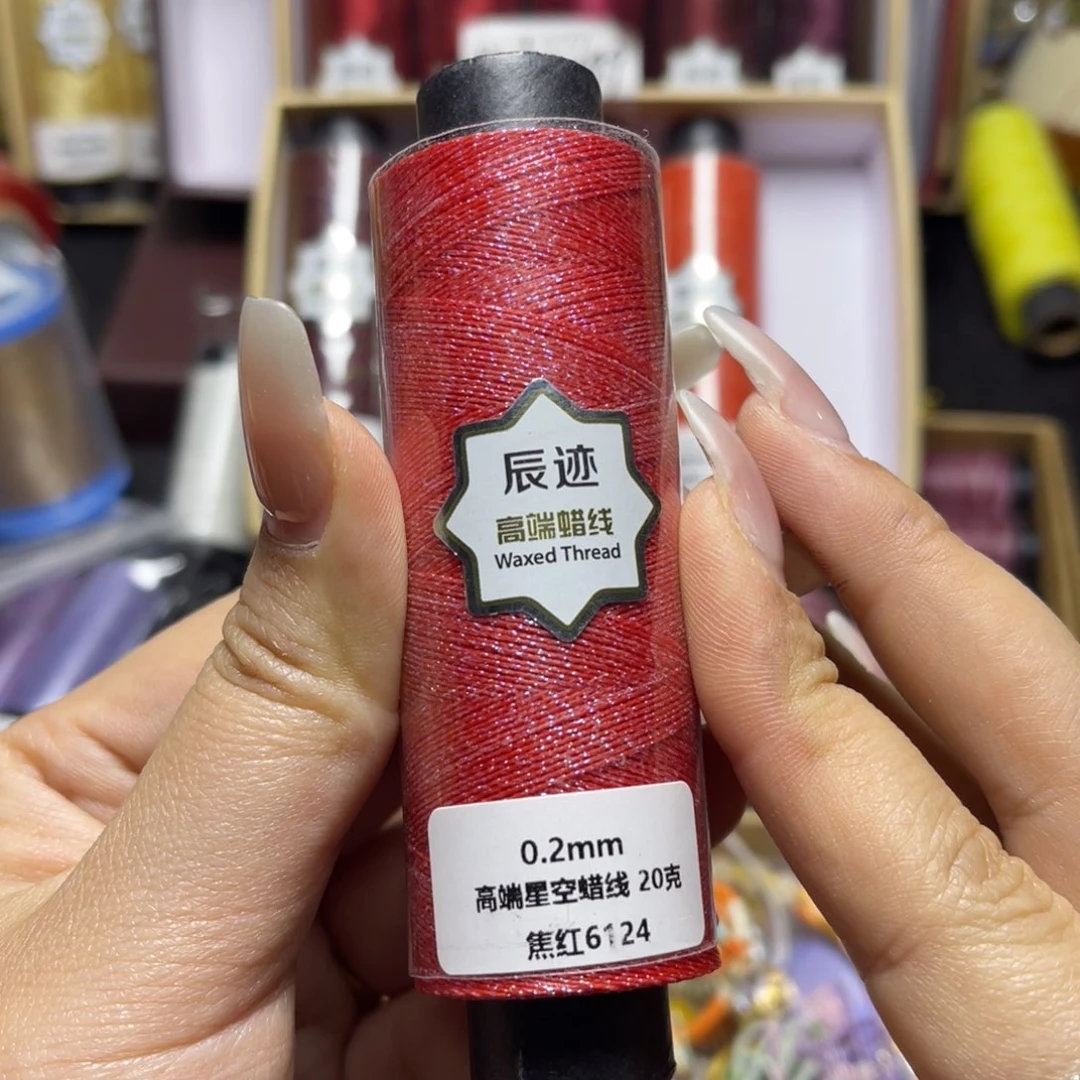 辰迹
高端蜡线
Waxed Thread
0.2mm
高端星空蜡线 20克
焦红6124